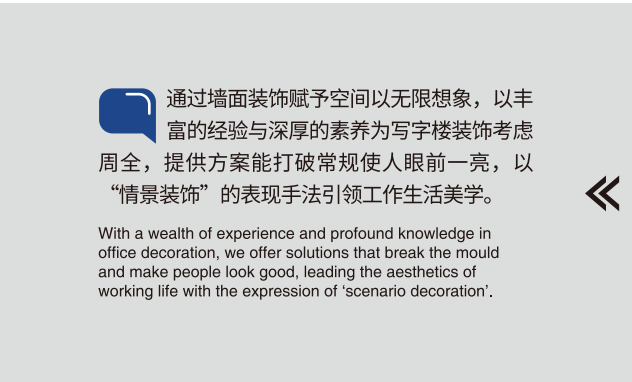 通过墙面装饰赋予空间以无限想象，以丰
富的经验与深厚的素养为写字楼装饰考虑
周全，提供方案能打破常规使人眼前一亮，以
“情景装饰”的表现手法引领工作生活美学。
With a wealth of experience and profound knowledge in
office decoration, we offer solutions that break the mould
and make people look good, leading the aesthetics of
working life with the expression of ‘scenario decoration’.